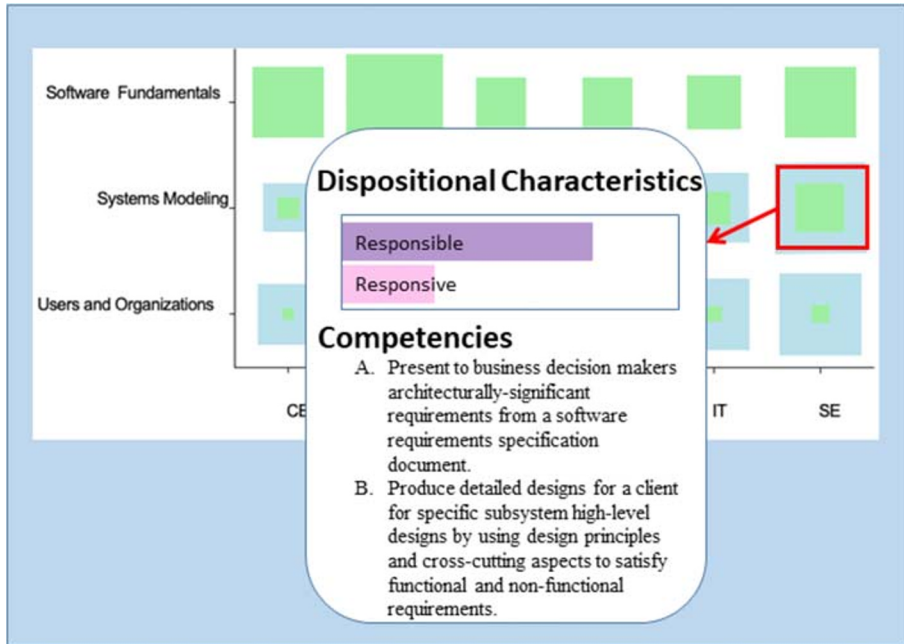 Software Fundamentals
Systems Modeling
Users and Organizations
Dispositional Characteristics
Responsible
Responsive
Competencies
A. Present to business decision makers
architecturally-significant
requirements from a software
requirements specification
document.
B. Produce detailed designs for a client
for specific subsystem high-level
designs by using design principles
and cross-cutting aspects to satisfy
functional and non-functional
requirements.
CE
IT
SE